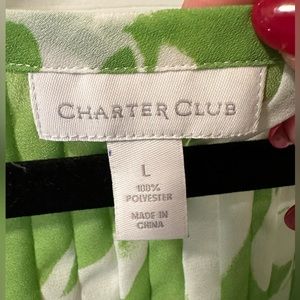 CHARTER CLUB
L
100%
POLYESTER
MADE IN
CHINA